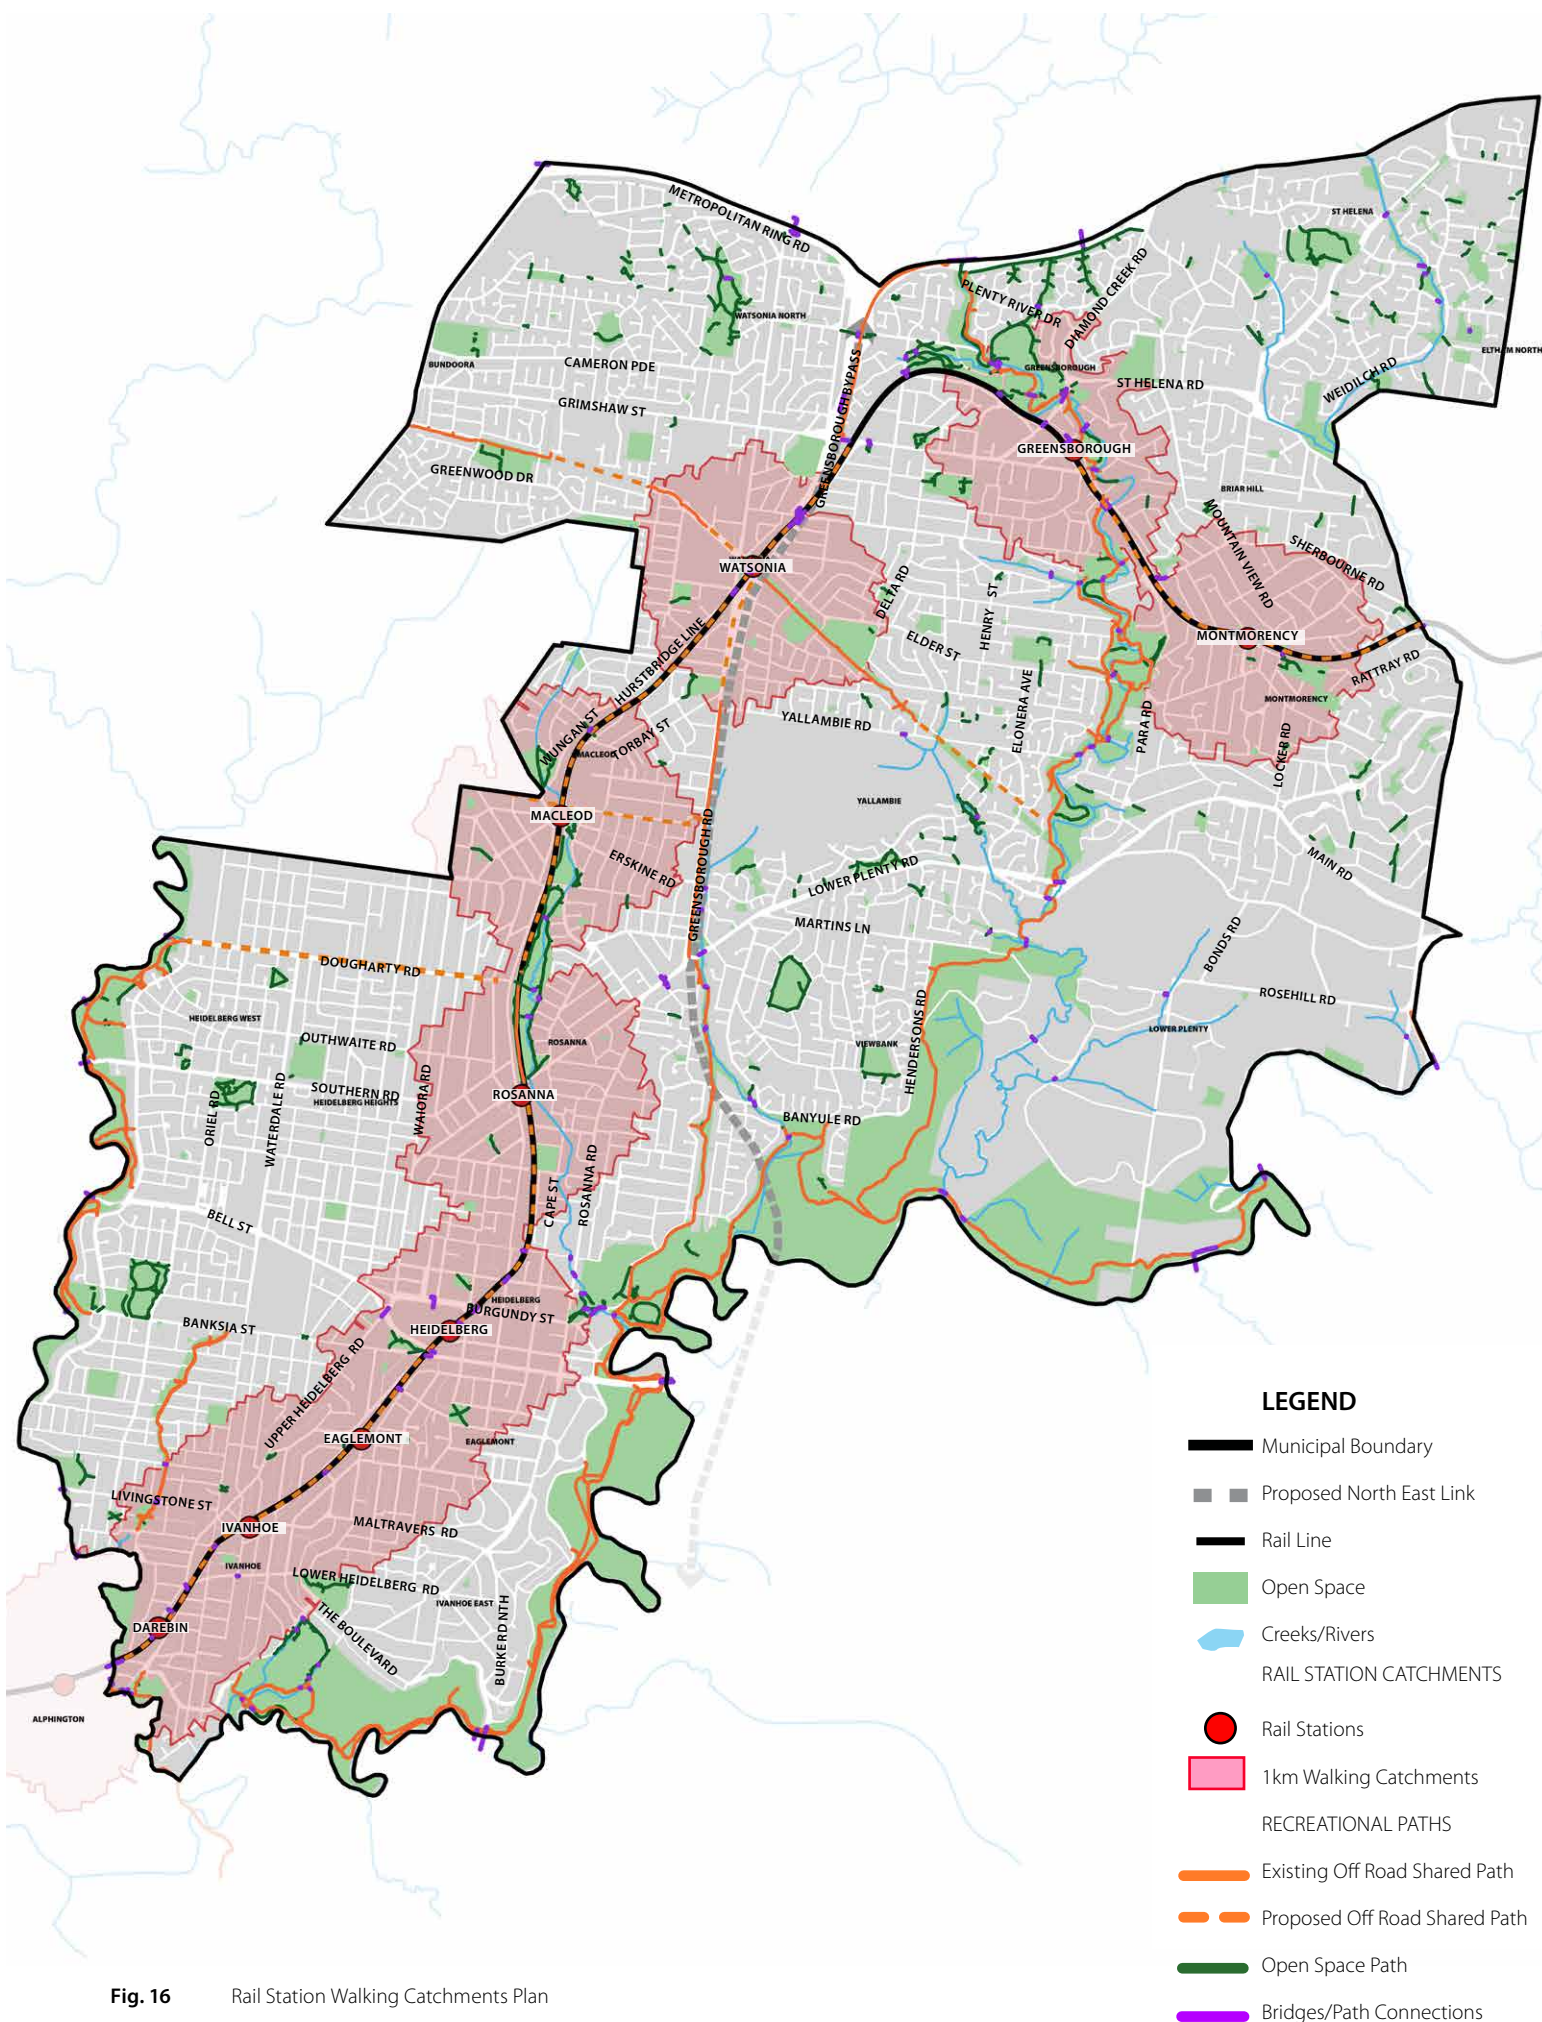 METROPOLITAN RING RD
ST HELENA
PLENTY RIVER DR
DIAMOND CREEK RD
WATSONIA NORTH
ELTHAM NORTH
BUNDOORA
CAMERON PDE
GREENSBOROUGH
ST HELENA RD
WEIDILCH RD
GRIMSHAW ST
GREENSBOROUGH BYPASS
GREENSBOROUGH
GREENWOOD DR
BRIAR HILL
MOUNTAIN VIEW RD
SHERBOURNE RD
WATSONIA
DELTA RD
HENRY ST
ELDER ST
MONTMORENCY
HURSTBRIDGE LINE
RATTRAY RD
ELONERA AVE
MONTMORENCY
WUNGAN ST
MACLEOD
TORBAY ST
YALLAMBIE RD
PARA RD
LOCKER RD
YALLAMBIE
MACLEOD
GREENSBOROUGH RD
ERSKINE RD
LOWER PLENTY RD
MAIN RD
MARTINS LN
BONDS RD
DOUGHARTY RD
ROSEHILL RD
HEIDELBERG WEST
OUTHWAITE RD
ROSANNA
VIEWBANK
HENDERSONS RD
LOWER PLENTY
SOUTHERN RD
HEIDELBERG HEIGHTS
WAIORA RD
ROSANNA
ORIEL RD
WATERDALE RD
BANYULE RD
CAPE ST
ROSANNA RD
BELL ST
HEIDELBERG
BURGUNDY ST
BANKSIA ST
HEIDELBERG
UPPER HEIDELBERG RD
EAGLEMONT
EAGLEMONT
LIVINGSTONE ST
IVANHOE
MALTRAVERS RD
IVANHOE
LOWER HEIDELBERG RD
IVANHOE EAST
DAREBIN
THE BOULEVARD
BURKE RD NTH
ALPHINGTON
LEGEND
Municipal Boundary
Proposed North East Link
Rail Line
Open Space
Creeks/Rivers
RAIL STATION CATCHMENTS
Rail Stations
1km Walking Catchments
RECREATIONAL PATHS
Existing Off Road Shared Path
Proposed Off Road Shared Path
Open Space Path
Bridges/Path Connections
Fig. 16 Rail Station Walking Catchments Plan